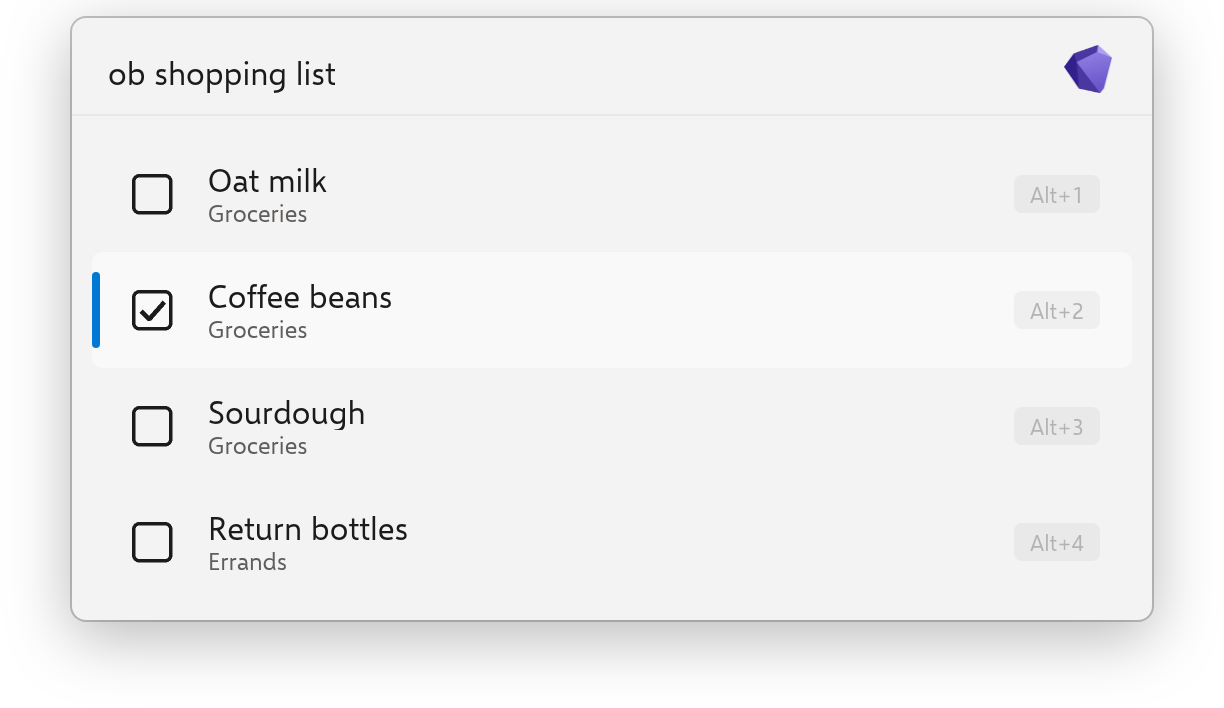 ob shopping list
Oat milk
Groceries
Alt+1
Coffee beans
Groceries
Alt+2
Sourdough
Groceries
Alt+3
Return bottles
Errands
Alt+4